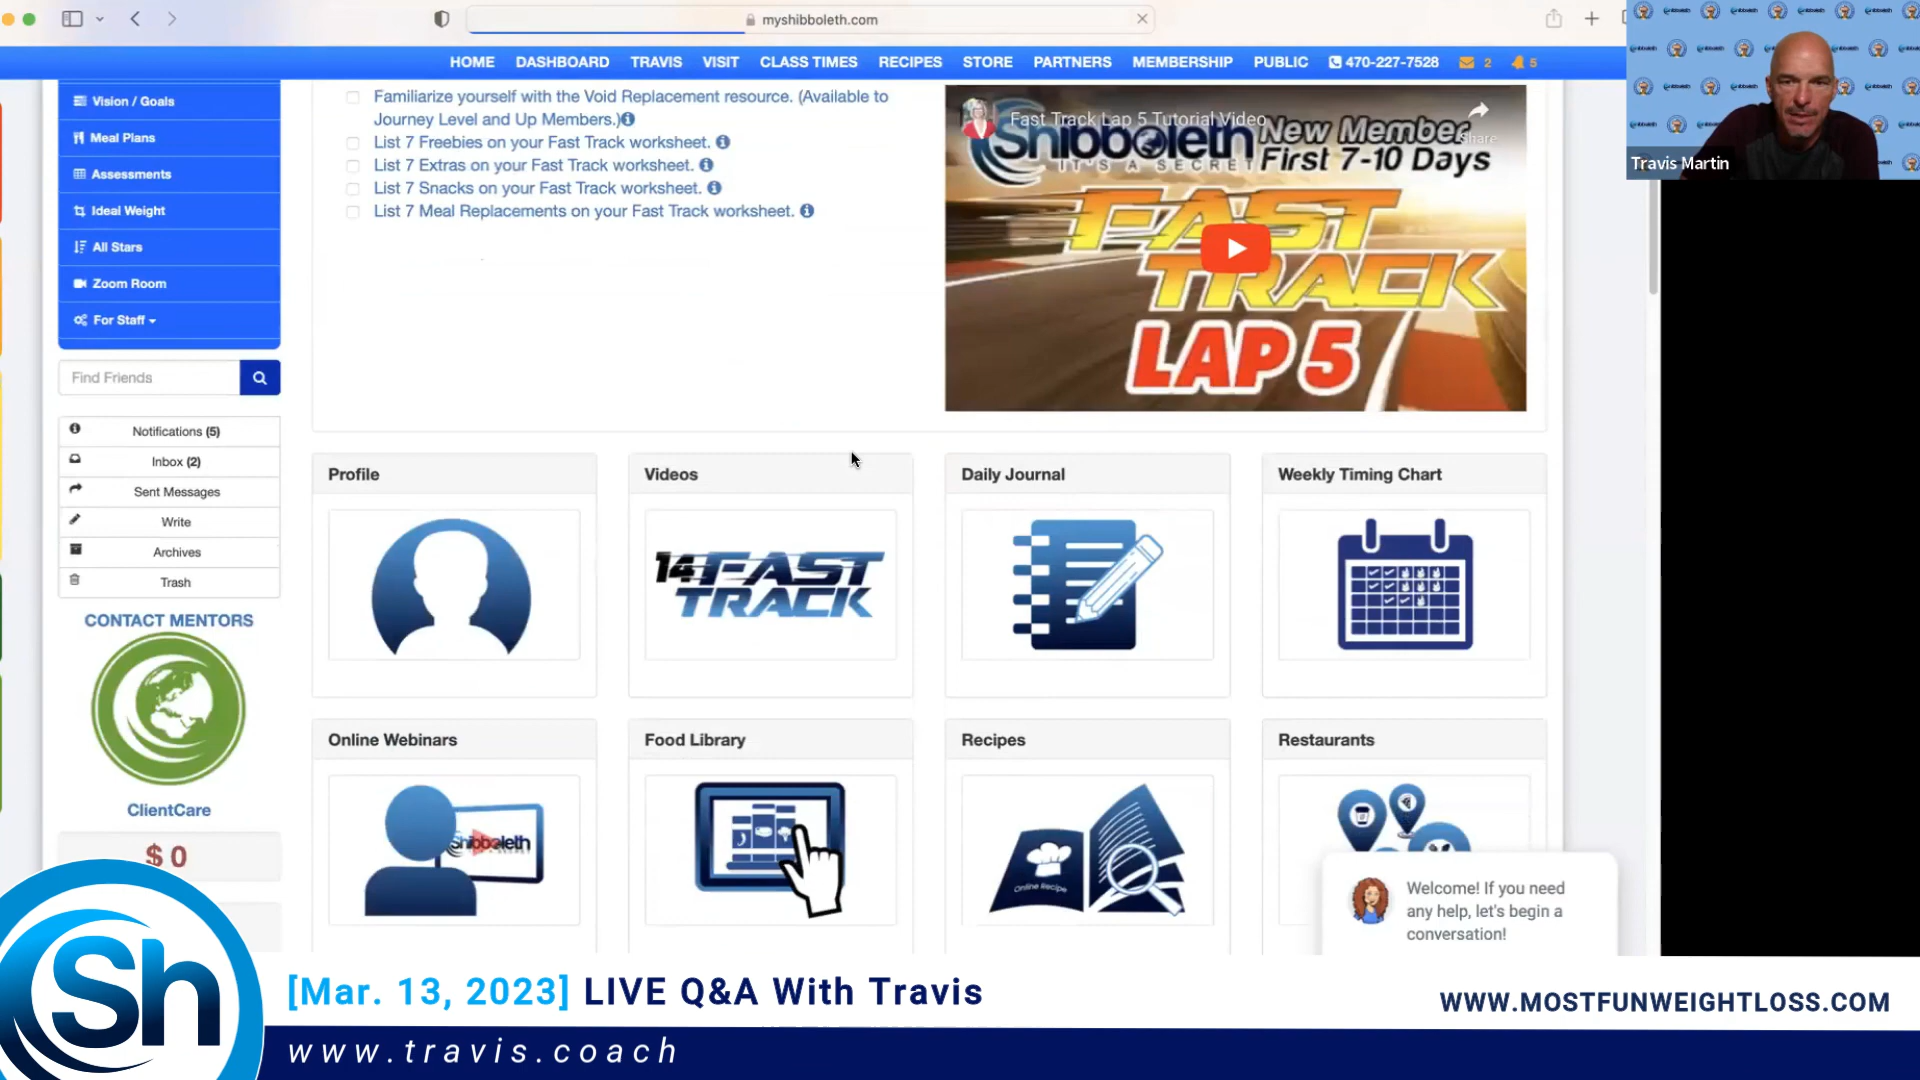 myshibboleth.com
HOME DASHBOARD TRAVIS VISIT CLASS TIMES RECIPES STORE PARTNERS MEMBERSHIP PUBLIC 470-227-7528 2 5
Travis Martin
Vision / Goals
Meal Plans
Assessments
Ideal Weight
All Stars
Zoom Room
For Staff
Find Friends
Notifications (5)
Inbox (2)
Sent Messages
Write
Archives
Trash
CONTACT MENTORS
ClientCare
$ 0
Familiarize yourself with the Void Replacement resource. (Available to
Journey Level and Up Members.)
List 7 Freebies on your Fast Track worksheet.
List 7 Extras on your Fast Track worksheet.
List 7 Snacks on your Fast Track worksheet.
List 7 Meal Replacements on your Fast Track worksheet.
Fast Track Lap 5 Tutorial Video
Share
Shibboleth
IT'S A SECRET
New Member
First 7-10 Days
FAST
TRACK
LAP 5
Profile
Videos
Daily Journal
Weekly Timing Chart
14 FAST
TRACK
Online Webinars
Food Library
Recipes
Restaurants
Shibboleth
Online Recipe
Welcome! If you need
any help, let's begin a
conversation!
Sh
[Mar. 13, 2023] LIVE Q&A With Travis
WWW.MOSTFUNWEIGHTLOSS.COM
www.travis.coach